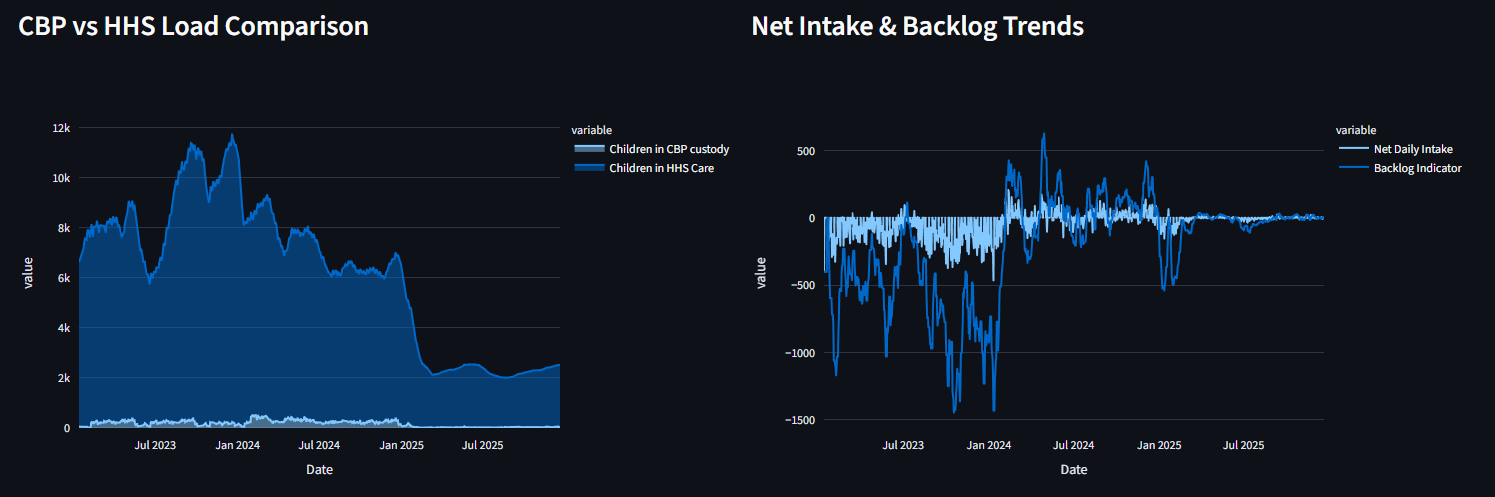 CBP vs HHS Load Comparison
12k
10k
8k
6k
4k
2k
0
value
Jul 2023
Jan 2024
Jul 2024
Jan 2025
Jul 2025
Date
variable
Children in CBP custody
Children in HHS Care
Net Intake & Backlog Trends
500
0
−500
−1000
−1500
value
Jul 2023
Jan 2024
Jul 2024
Jan 2025
Jul 2025
Date
variable
Net Daily Intake
Backlog Indicator